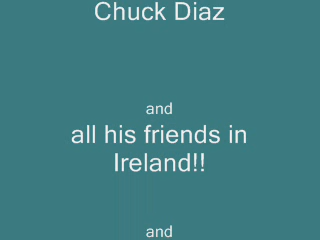 Chuck Diaz
and
all his friends in
Ireland!!
and